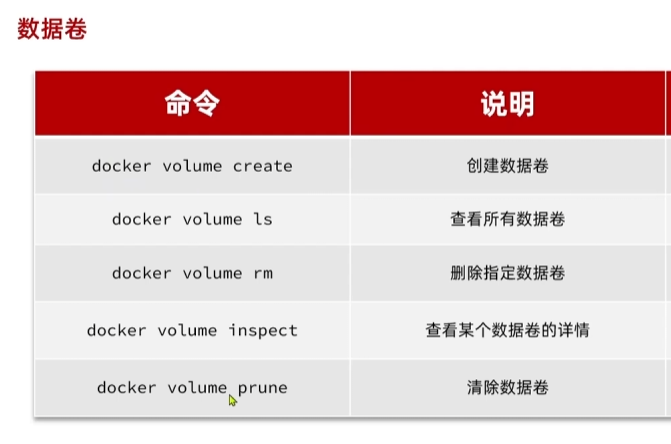 数据卷
命令 说明
docker volume create 创建数据卷
docker volume ls 查看所有数据卷
docker volume rm 删除指定数据卷
docker volume inspect 查看某个数据卷的详情
docker volume prune 清除数据卷